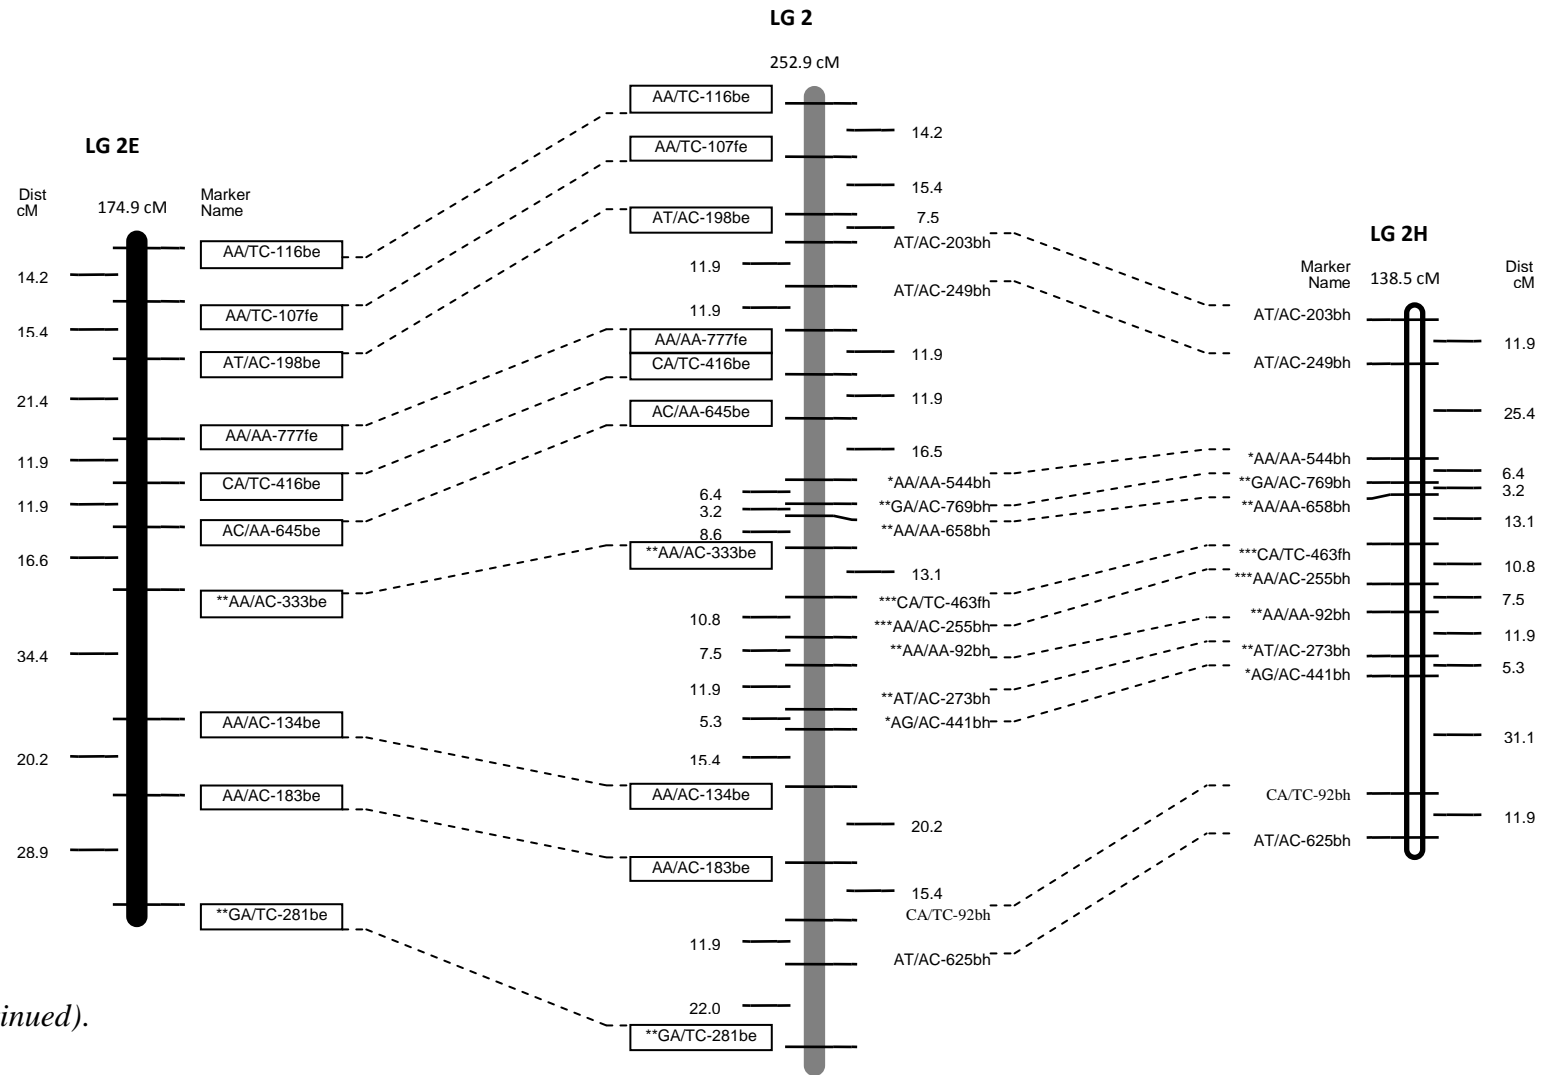 LG 2
252.9 cM
LG 2E
Dist
cM
174.9 cM
Marker
Name
AA/TC-116be
14.2
AA/TC-107fe
15.4
AT/AC-198be
21.4
AA/AA-777fe
11.9
CA/TC-416be
11.9
AC/AA-645be
16.6
**AA/AC-333be
34.4
AA/AC-134be
20.2
AA/AC-183be
28.9
**GA/TC-281be
AA/TC-116be
14.2
AA/TC-107fe
15.4
AT/AC-198be
7.5
AT/AC-203bh
11.9
AT/AC-249bh
11.9
AA/AA-777fe
11.9
CA/TC-416be
11.9
AC/AA-645be
16.5
*AA/AA-544bh
6.4
**GA/AC-769bh
3.2
**AA/AA-658bh
8.6
**AA/AC-333be
13.1
***CA/TC-463fh
10.8
***AA/AC-255bh
7.5
**AA/AA-92bh
11.9
**AT/AC-273bh
5.3
*AG/AC-441bh
15.4
AA/AC-134be
20.2
AA/AC-183be
15.4
CA/TC-92bh
11.9
AT/AC-625bh
22.0
**GA/TC-281be
LG 2H
Marker
Name
138.5 cM
Dist
cM
AT/AC-203bh
11.9
AT/AC-249bh
25.4
*AA/AA-544bh
6.4
**GA/AC-769bh
3.2
**AA/AA-658bh
13.1
***CA/TC-463fh
10.8
***AA/AC-255bh
7.5
**AA/AA-92bh
11.9
**AT/AC-273bh
5.3
*AG/AC-441bh
31.1
CA/TC-92bh
11.9
AT/AC-625bh
inued).